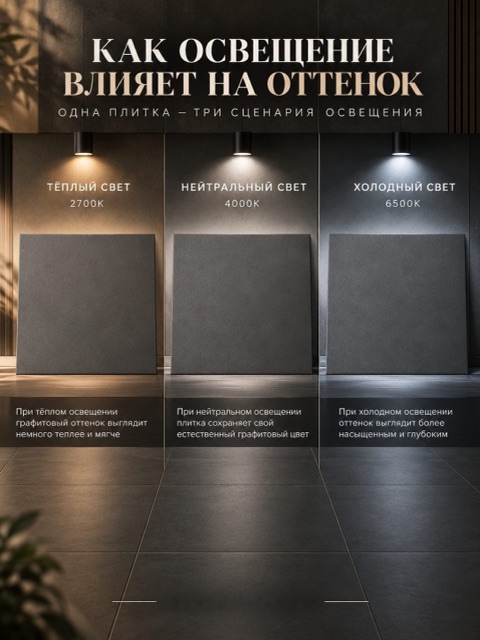 КАК ОСВЕЩЕНИЕ
ВЛИЯЕТ НА ОТТЕНОК
ОДНА ПЛИТКА – ТРИ СЦЕНАРИЯ ОСВЕЩЕНИЯ
ТЁПЛЫЙ СВЕТ
2700К
НЕЙТРАЛЬНЫЙ СВЕТ
4000К
ХОЛОДНЫЙ СВЕТ
6500К
При тёплом освещении
графитовый оттенок выглядит
немного теплее и мягче
При нейтральном освещении
плитка сохраняет свой
естественный графитовый цвет
При холодном освещении
оттенок выглядит более
насыщенным и глубоким